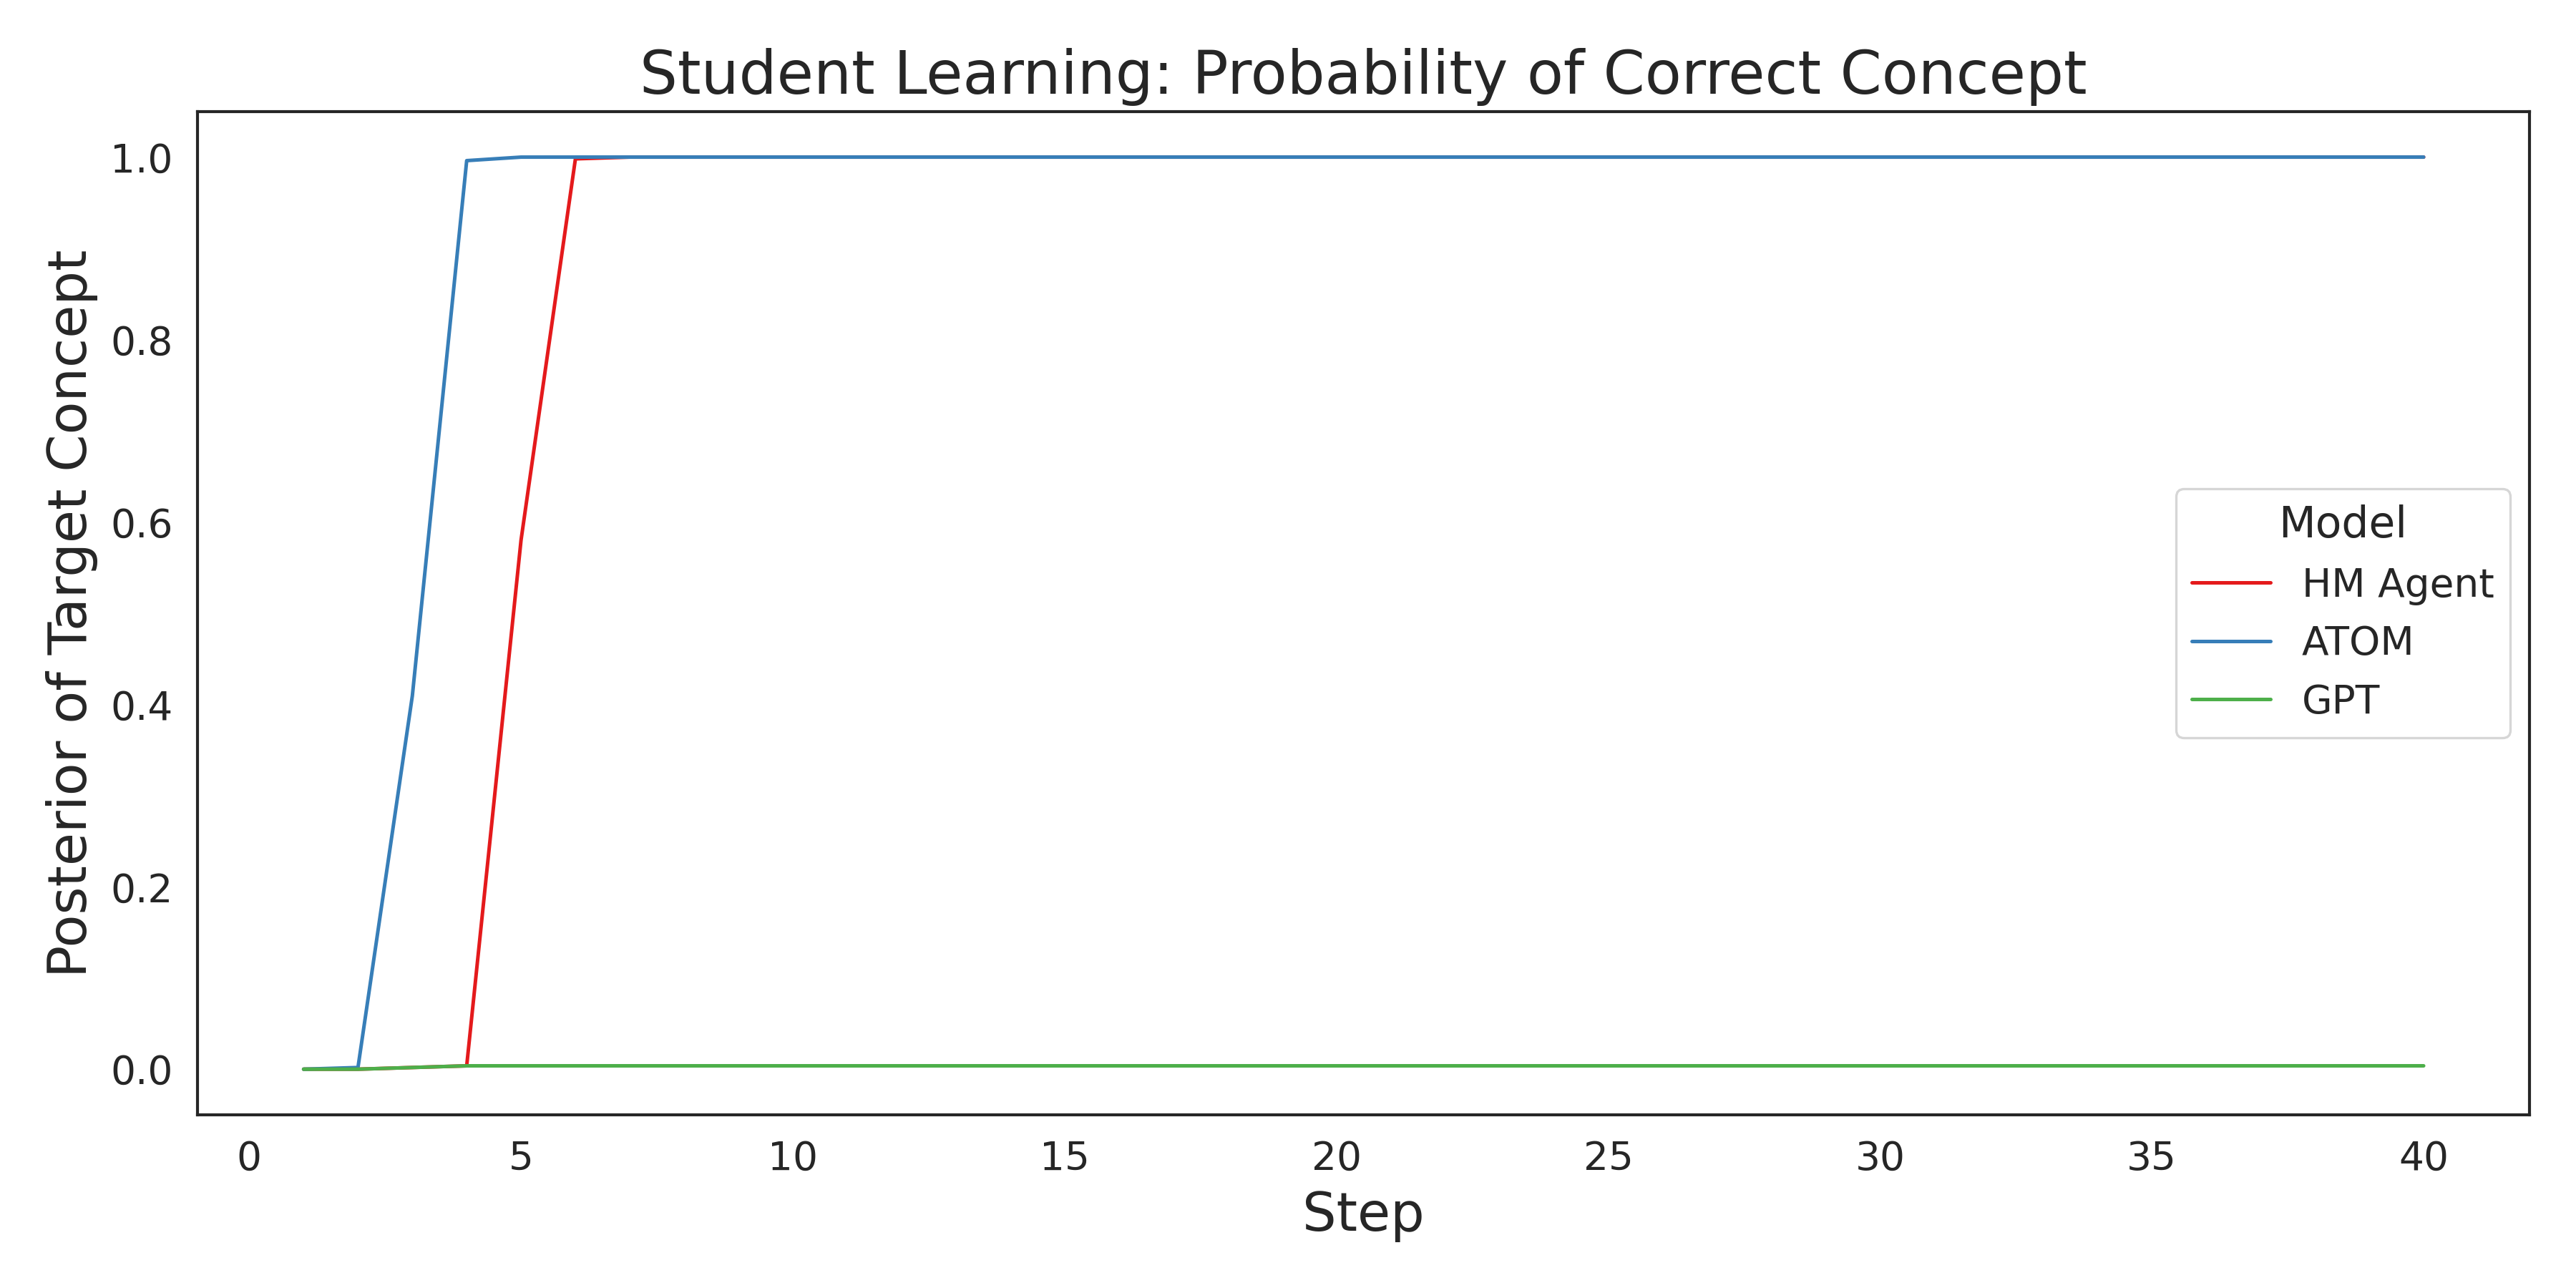 Student Learning: Probability of Correct Concept
Posterior of Target Concept
1.0
0.8
0.6
0.4
0.2
0.0
Model
HM Agent
ATOM
GPT
0 5 10 15 20 25 30 35 40
Step